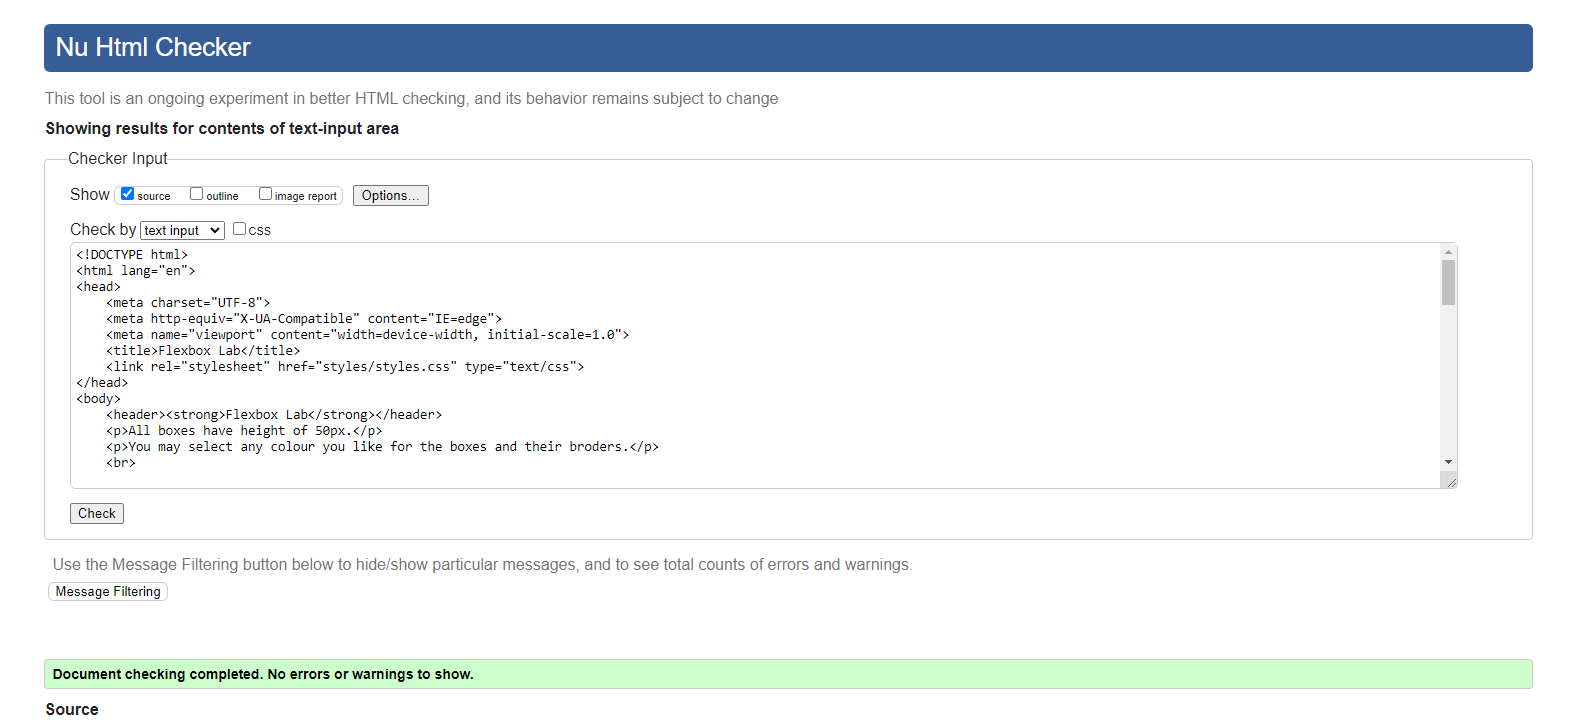 Nu Html Checker
This tool is an ongoing experiment in better HTML checking, and its behavior remains subject to change
Showing results for contents of text-input area
Checker Input
Show source outline image report Options...
Check by text input css
<!DOCTYPE html>
<html lang="en">
<head>
    <meta charset="UTF-8">
    <meta http-equiv="X-UA-Compatible" content="IE=edge">
    <meta name="viewport" content="width=device-width, initial-scale=1.0">
    <title>Flexbox Lab</title>
    <link rel="stylesheet" href="styles/styles.css" type="text/css">
</head>
<body>
    <header><strong>Flexbox Lab</strong></header>
    <p>All boxes have height of 50px.</p>
    <p>You may select any colour you like for the boxes and their broders.</p>
    <br>
Check
Use the Message Filtering button below to hide/show particular messages, and to see total counts of errors and warnings.
Message Filtering
Document checking completed. No errors or warnings to show.
Source